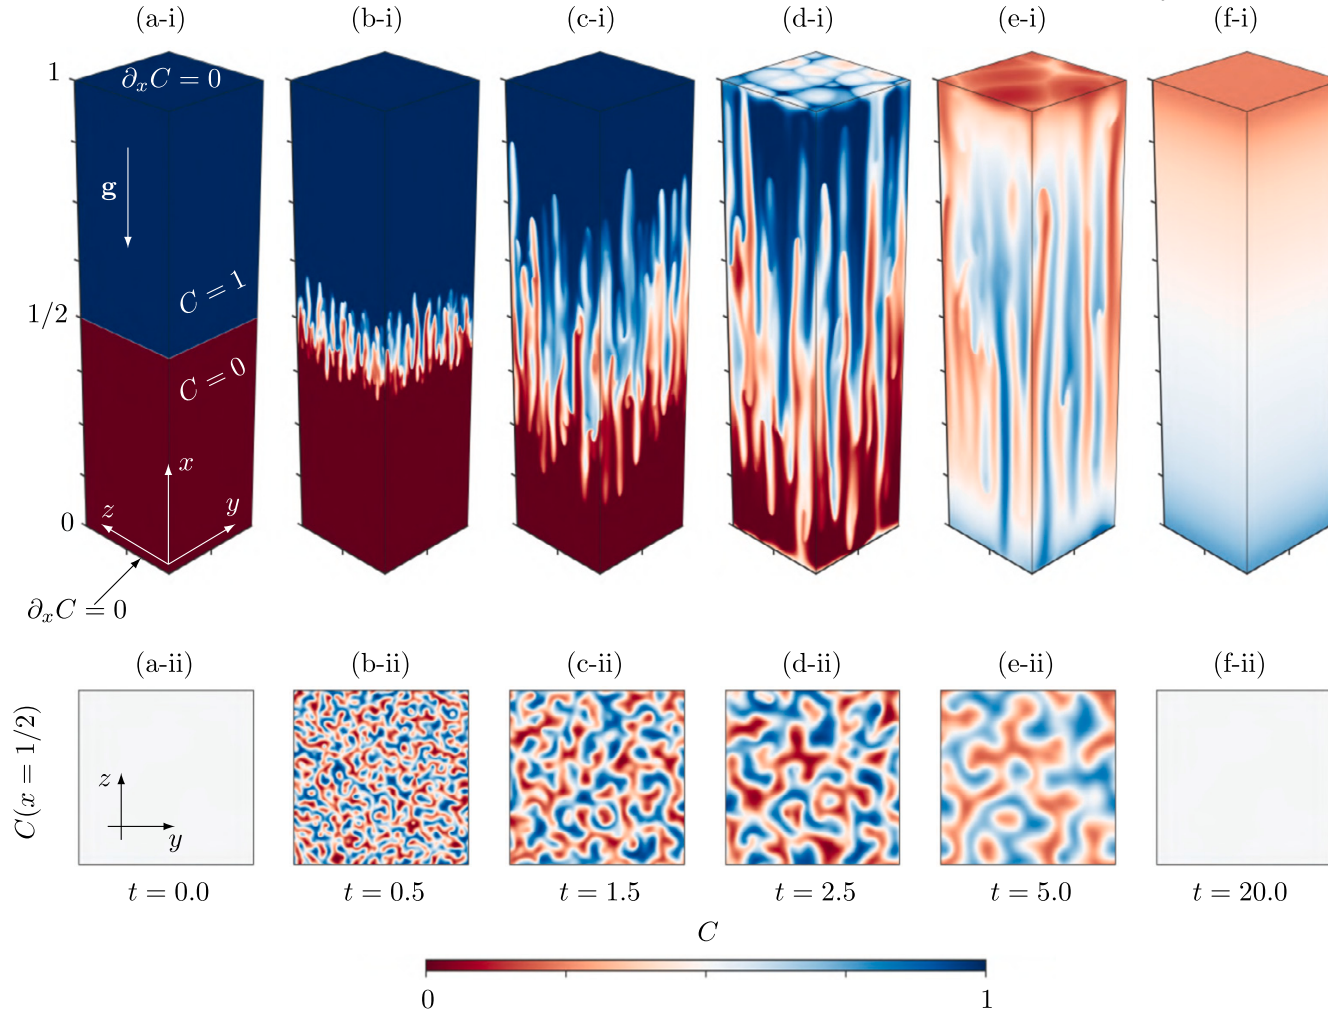 (a-i) (b-i) (c-i) (d-i) (e-i) (f-i)
1
∂ₓC = 0
g
C = 1
1/2
C = 0
x
z
y
0
∂ₓC = 0
(a-ii) (b-ii) (c-ii) (d-ii) (e-ii) (f-ii)
C(x = 1/2)
z
y
t = 0.0 t = 0.5 t = 1.5 t = 2.5 t = 5.0 t = 20.0
C
0 1